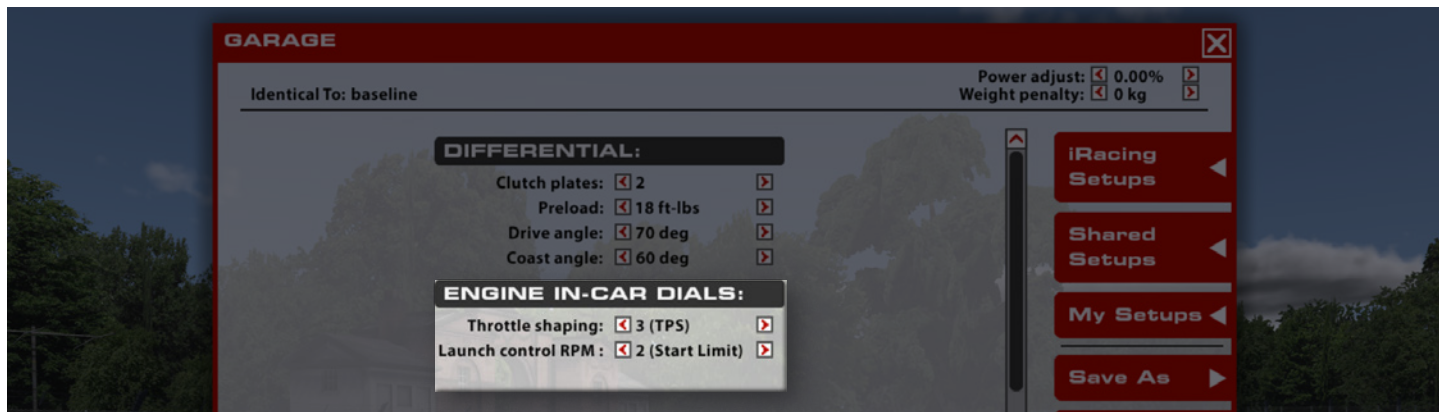 GARAGE
Power adjust: 0.00%
Identical To: baseline
Weight penalty: 0 kg
DIFFERENTIAL:
Clutch plates: 2
Preload: 18 ft-lbs
Drive angle: 70 deg
Coast angle: 60 deg
ENGINE IN-CAR DIALS:
Throttle shaping: 3 (TPS)
Launch control RPM : 2 (Start Limit)
iRacing
Setups
Shared
Setups
My Setups
Save As